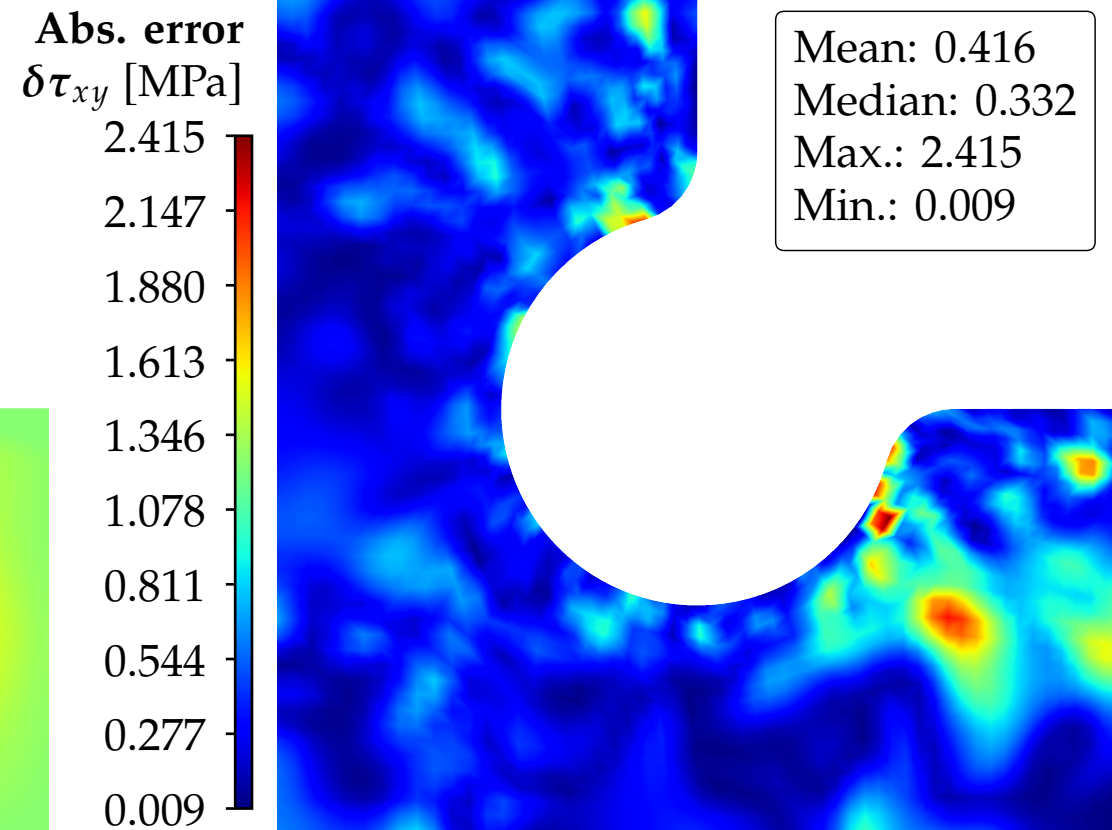 Abs. error
δτxy [MPa]
2.415
2.147
1.880
1.613
1.346
1.078
0.811
0.544
0.277
0.009
Mean: 0.416
Median: 0.332
Max.: 2.415
Min.: 0.009